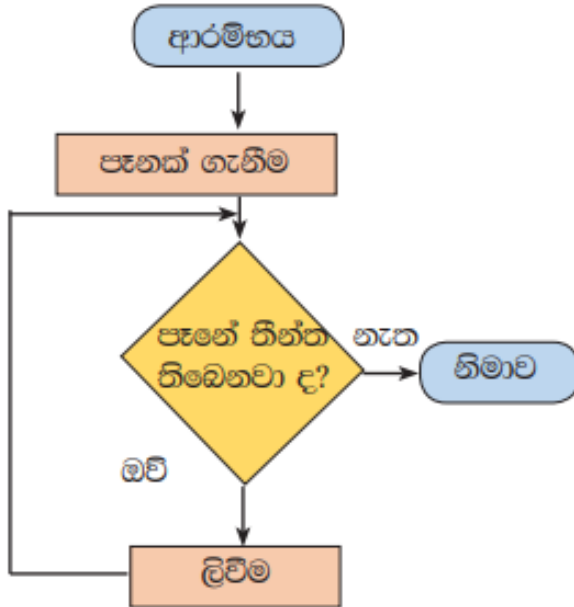 ආරම්භය
පෑනක් ගැනීම
පෑනේ තීන්ත
තිබෙනවා ද?
නැත
නිමාව
ඔව්
ලිවීම